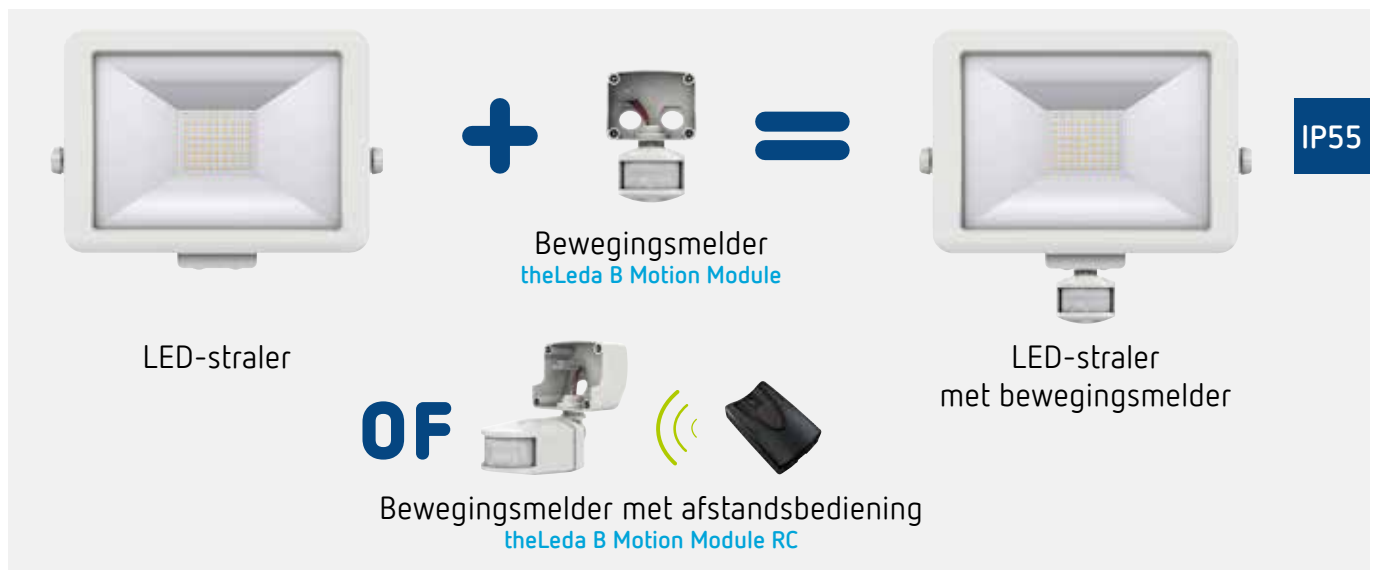 IP55
Bewegingsmelder
theLeda B Motion Module
LED-straler
LED-straler
met bewegingsmelder
OF
Bewegingsmelder met afstandsbediening
theLeda B Motion Module RC